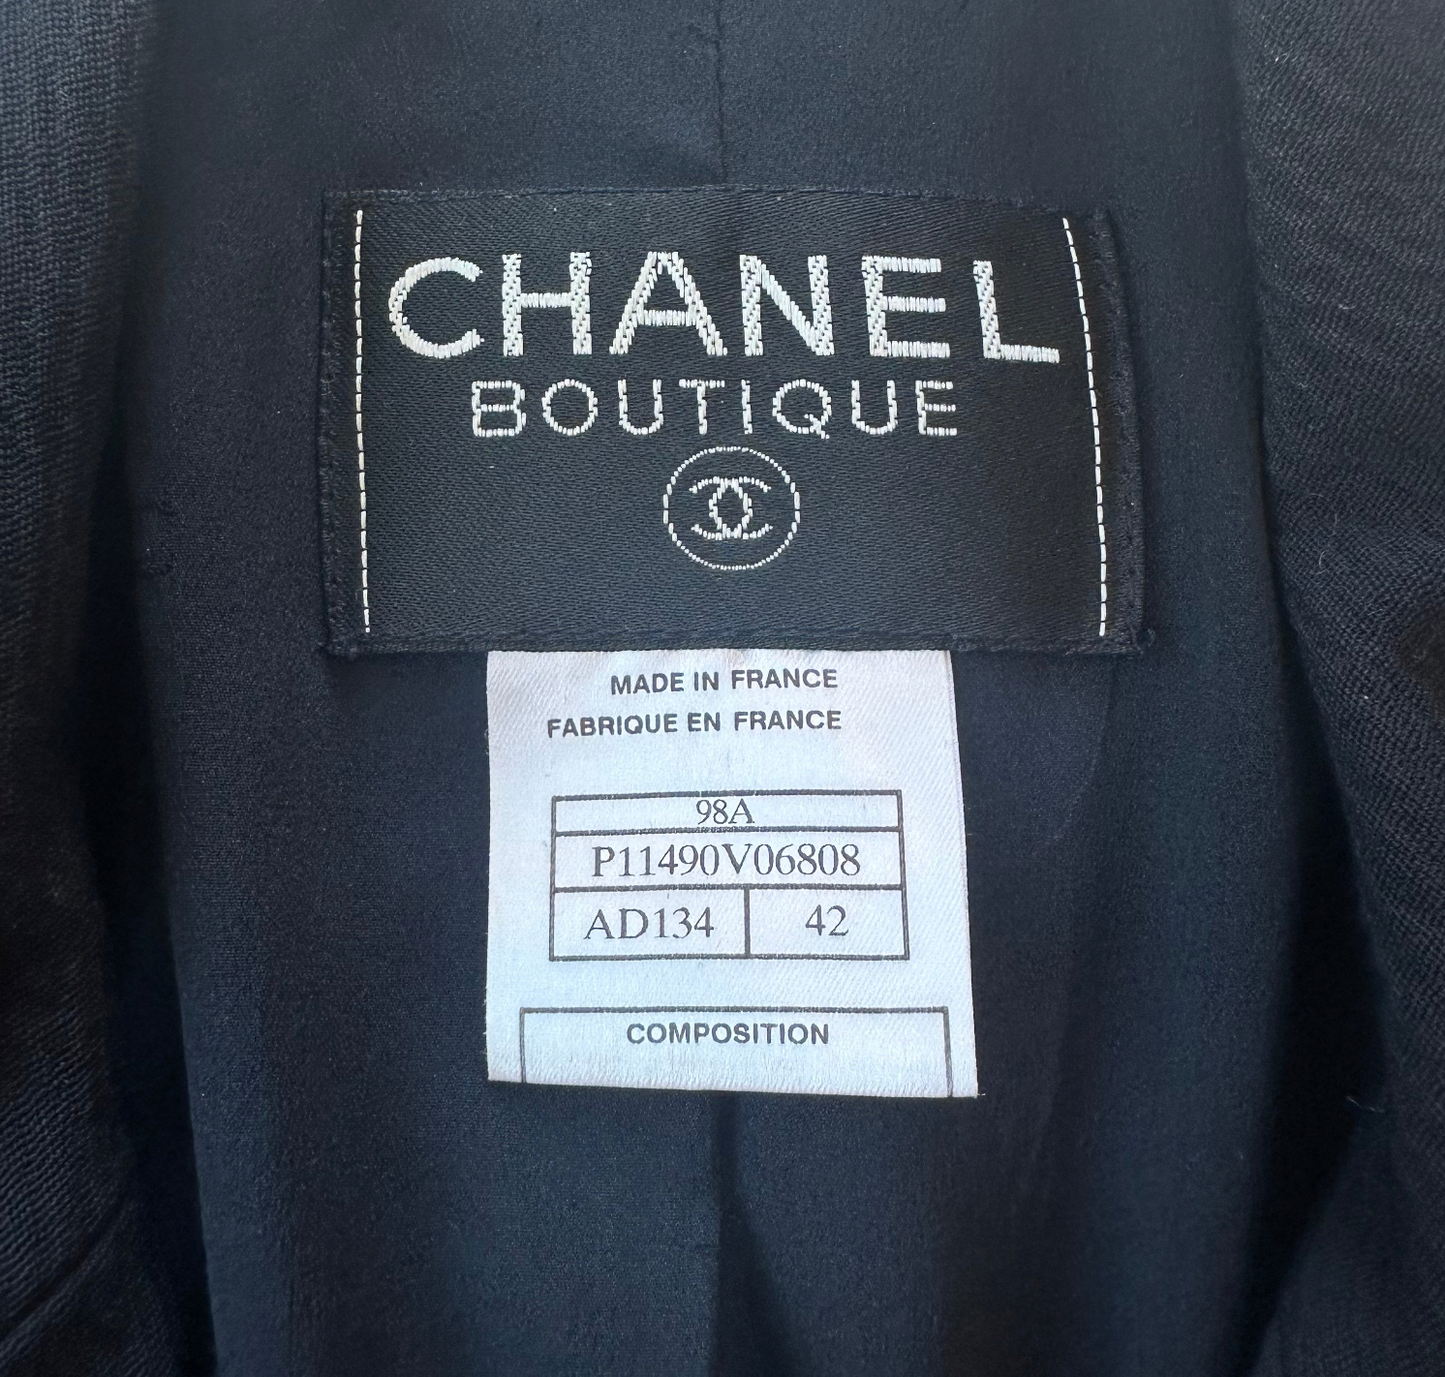 CHANEL
BOUTIQUE
MADE IN FRANCE
FABRIQUE EN FRANCE
98A
P11490V06808
AD134 42
COMPOSITION